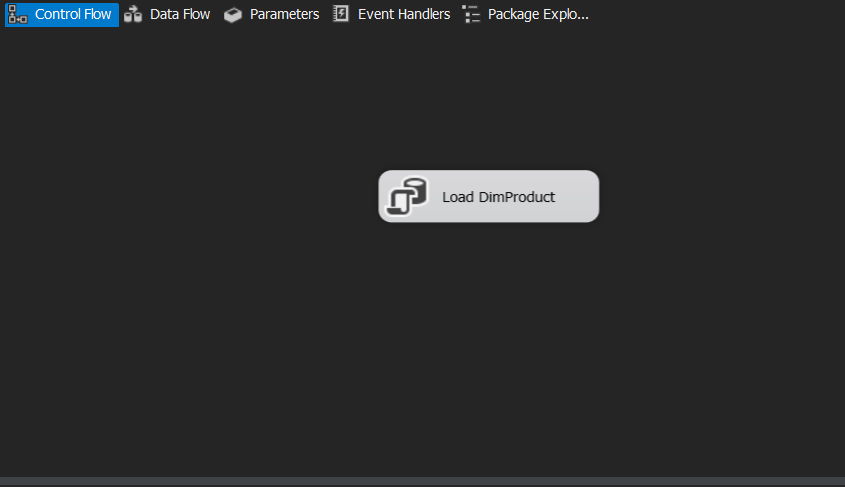 Control Flow Data Flow Parameters Event Handlers Package Explo...
Load DimProduct